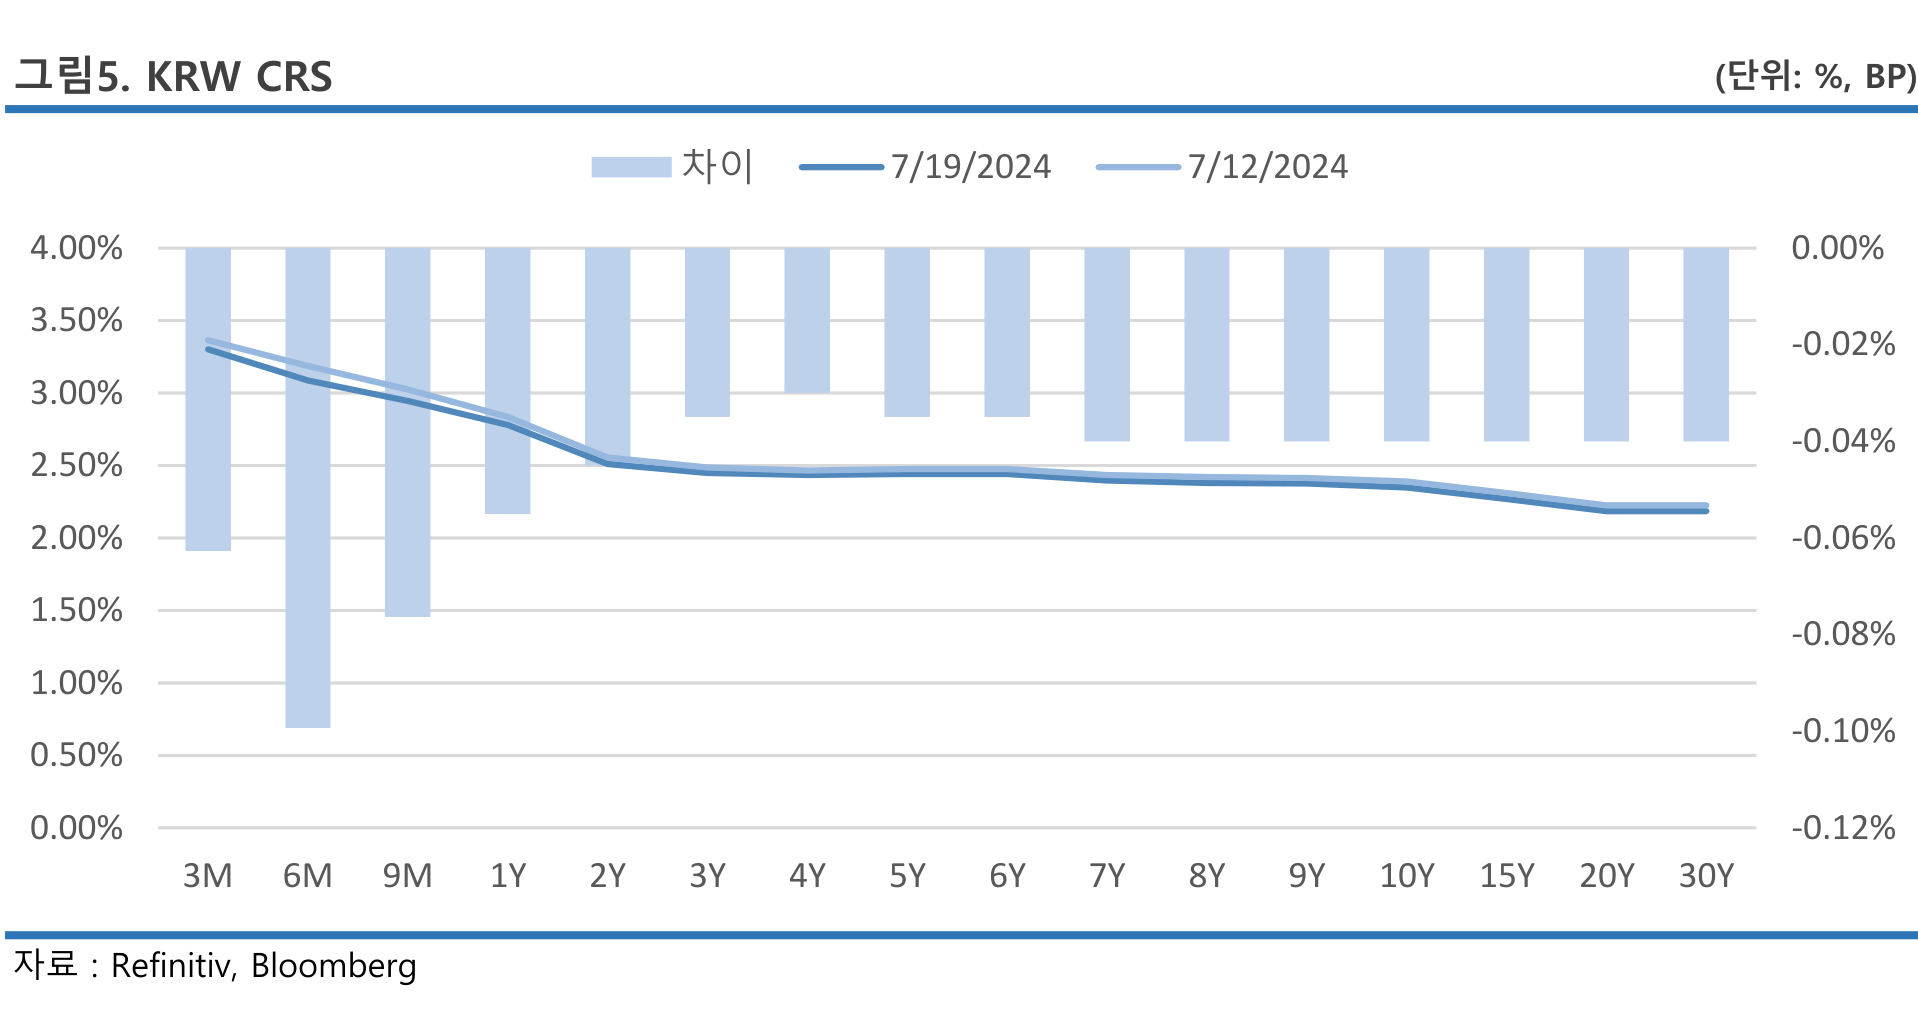 그림5. KRW CRS (단위: %, BP)
차이 7/19/2024 7/12/2024
4.00% 0.00%
3.50% -0.02%
3.00% -0.04%
2.50% -0.06%
2.00% -0.08%
1.50% -0.10%
1.00% -0.12%
0.50%
0.00%
3M 6M 9M 1Y 2Y 3Y 4Y 5Y 6Y 7Y 8Y 9Y 10Y 15Y 20Y 30Y
자료 : Refinitiv, Bloomberg